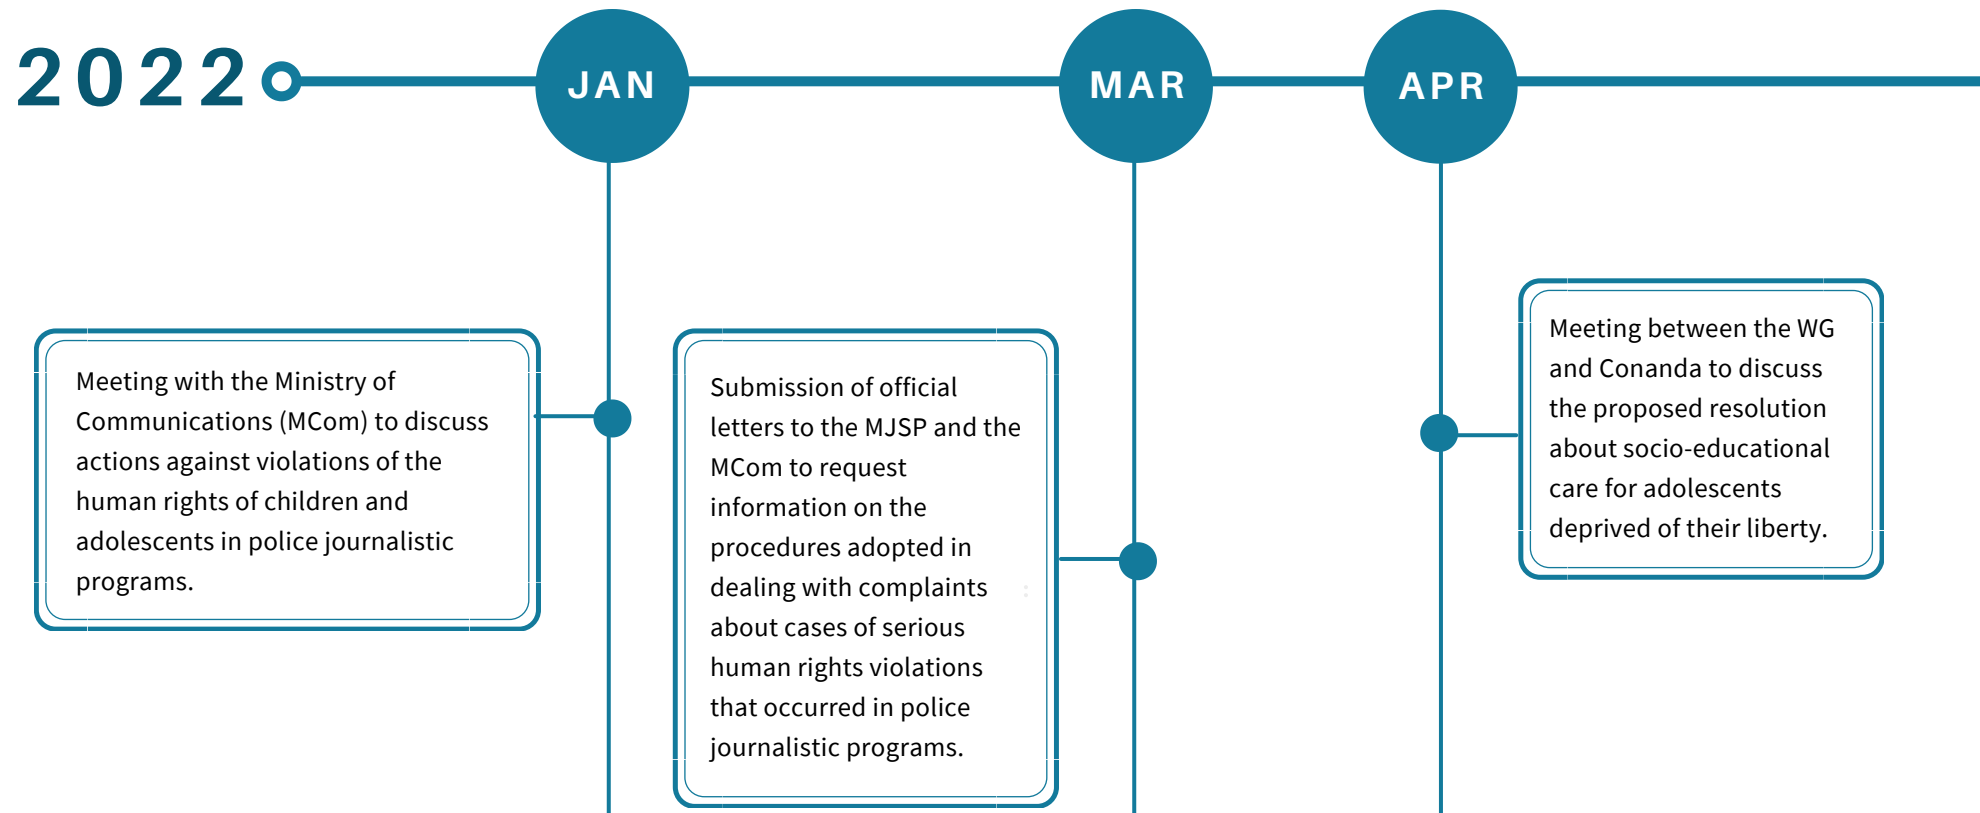 2022
JAN
MAR
APR
Meeting with the Ministry of
Communications (MCom) to discuss
actions against violations of the
human rights of children and
adolescents in police journalistic
programs.
Submission of official
letters to the MJSP and the
MCom to request
information on the
procedures adopted in
dealing with complaints
about cases of serious
human rights violations
that occurred in police
journalistic programs.
Meeting between the WG
and Conanda to discuss
the proposed resolution
about socio-educational
care for adolescents
deprived of their liberty.